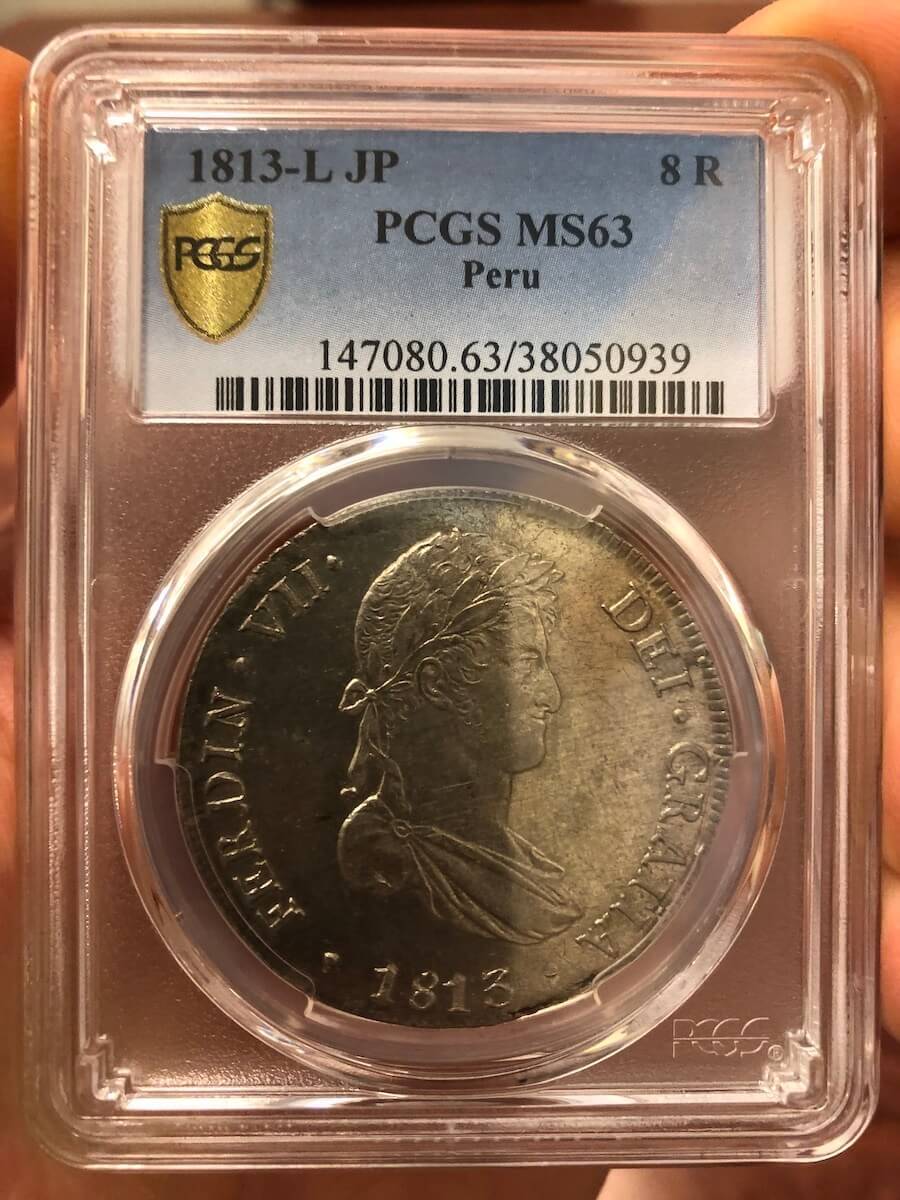 1813-L JP 8 R
PCGS
PCGS MS63
Peru
147080.63/38050939
FERDIN · VII · DEI · GRATIA
· 1813 ·
PCGS®